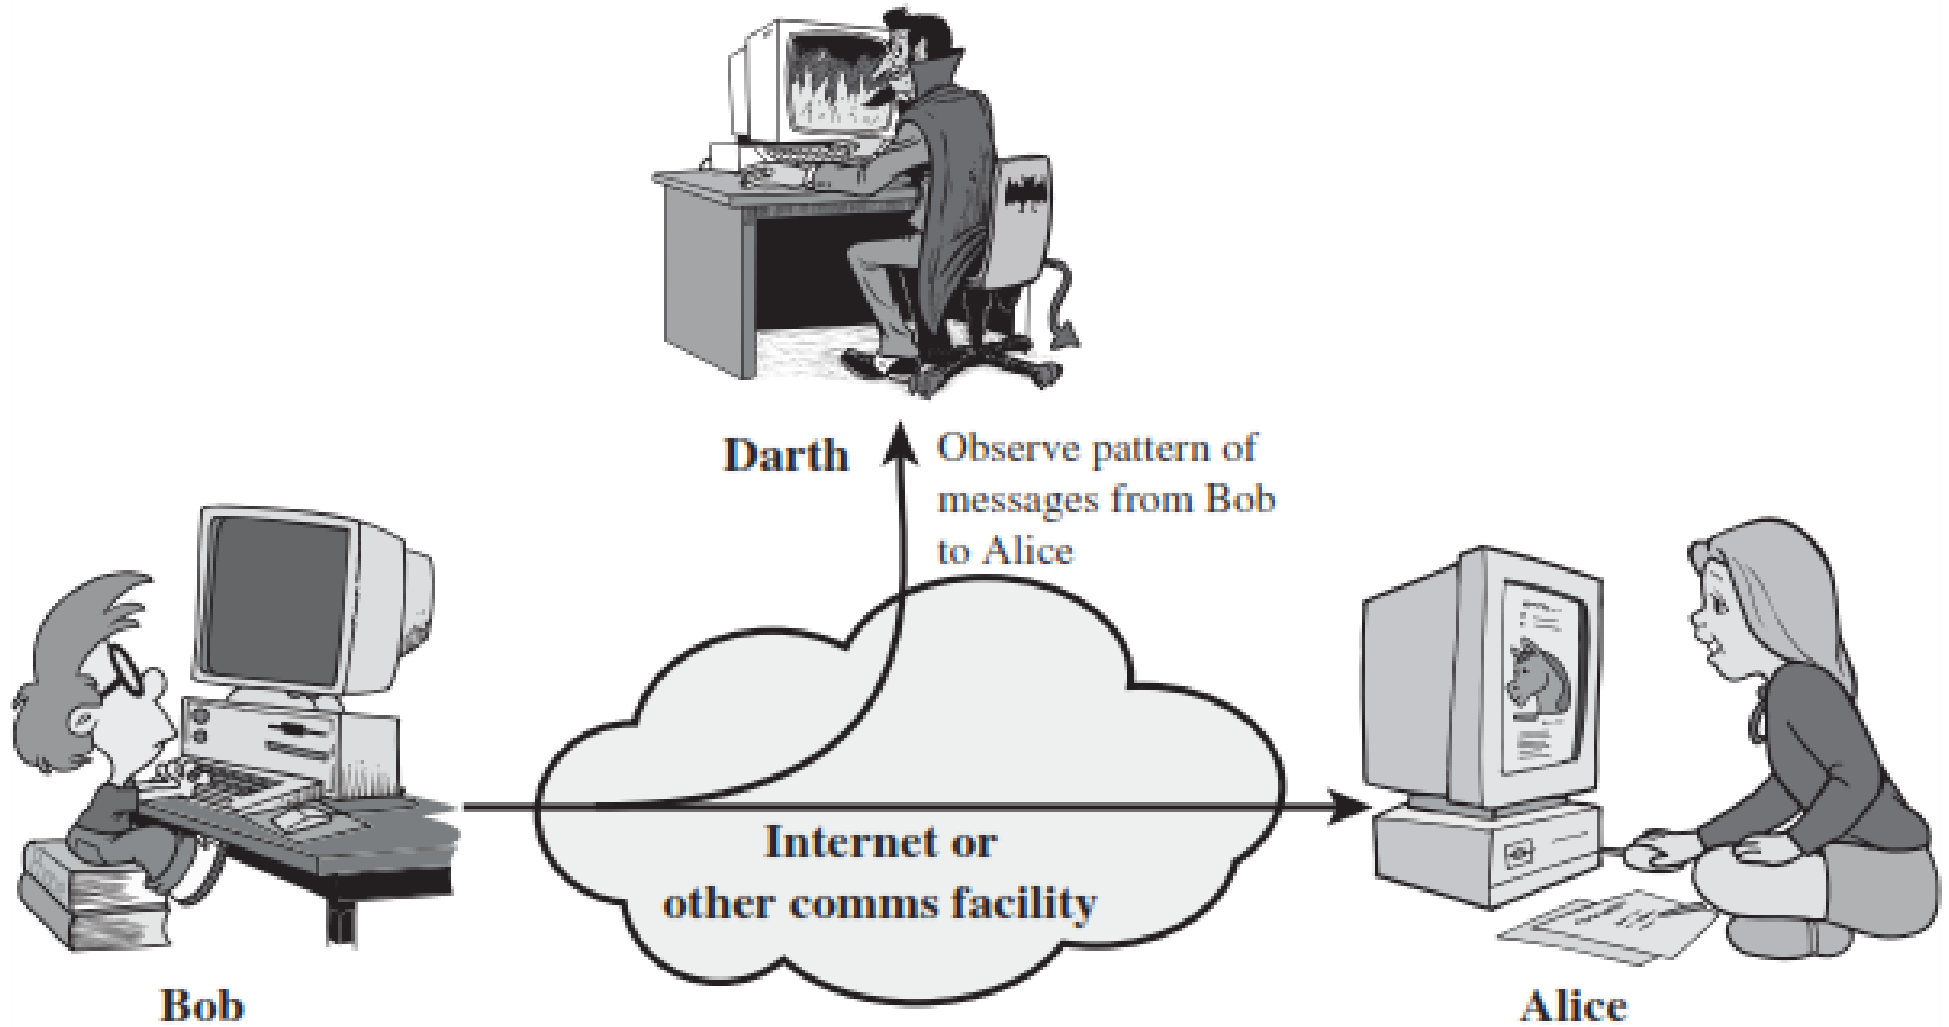 Darth
Observe pattern of
messages from Bob
to Alice
Internet or
other comms facility
Bob
Alice